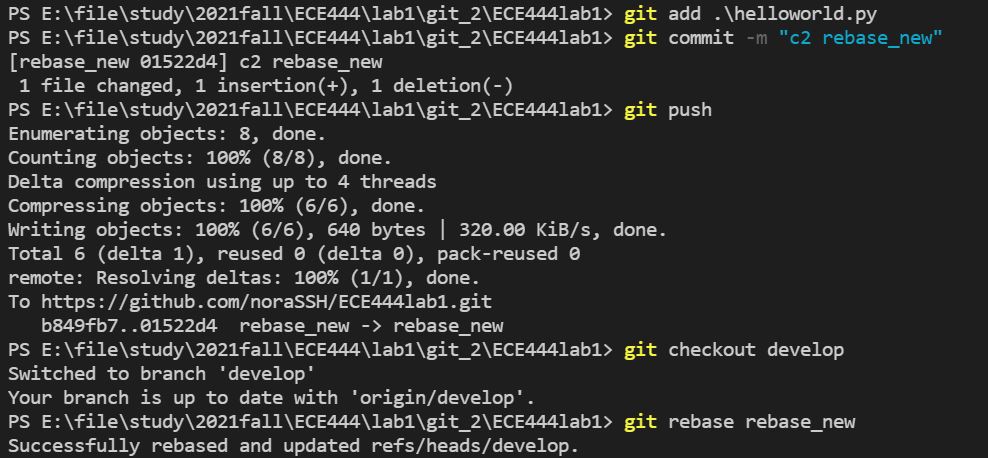 PS E:\file\study\2021fall\ECE444\lab1\git_2\ECE444lab1> git add .\helloworld.py
PS E:\file\study\2021fall\ECE444\lab1\git_2\ECE444lab1> git commit -m "c2 rebase_new"
[rebase_new 01522d4] c2 rebase_new
 1 file changed, 1 insertion(+), 1 deletion(-)
PS E:\file\study\2021fall\ECE444\lab1\git_2\ECE444lab1> git push
Enumerating objects: 8, done.
Counting objects: 100% (8/8), done.
Delta compression using up to 4 threads
Compressing objects: 100% (6/6), done.
Writing objects: 100% (6/6), 640 bytes | 320.00 KiB/s, done.
Total 6 (delta 1), reused 0 (delta 0), pack-reused 0
remote: Resolving deltas: 100% (1/1), done.
To https://github.com/noraSSH/ECE444lab1.git
   b849fb7..01522d4  rebase_new -> rebase_new
PS E:\file\study\2021fall\ECE444\lab1\git_2\ECE444lab1> git checkout develop
Switched to branch 'develop'
Your branch is up to date with 'origin/develop'.
PS E:\file\study\2021fall\ECE444\lab1\git_2\ECE444lab1> git rebase rebase_new
Successfully rebased and updated refs/heads/develop.